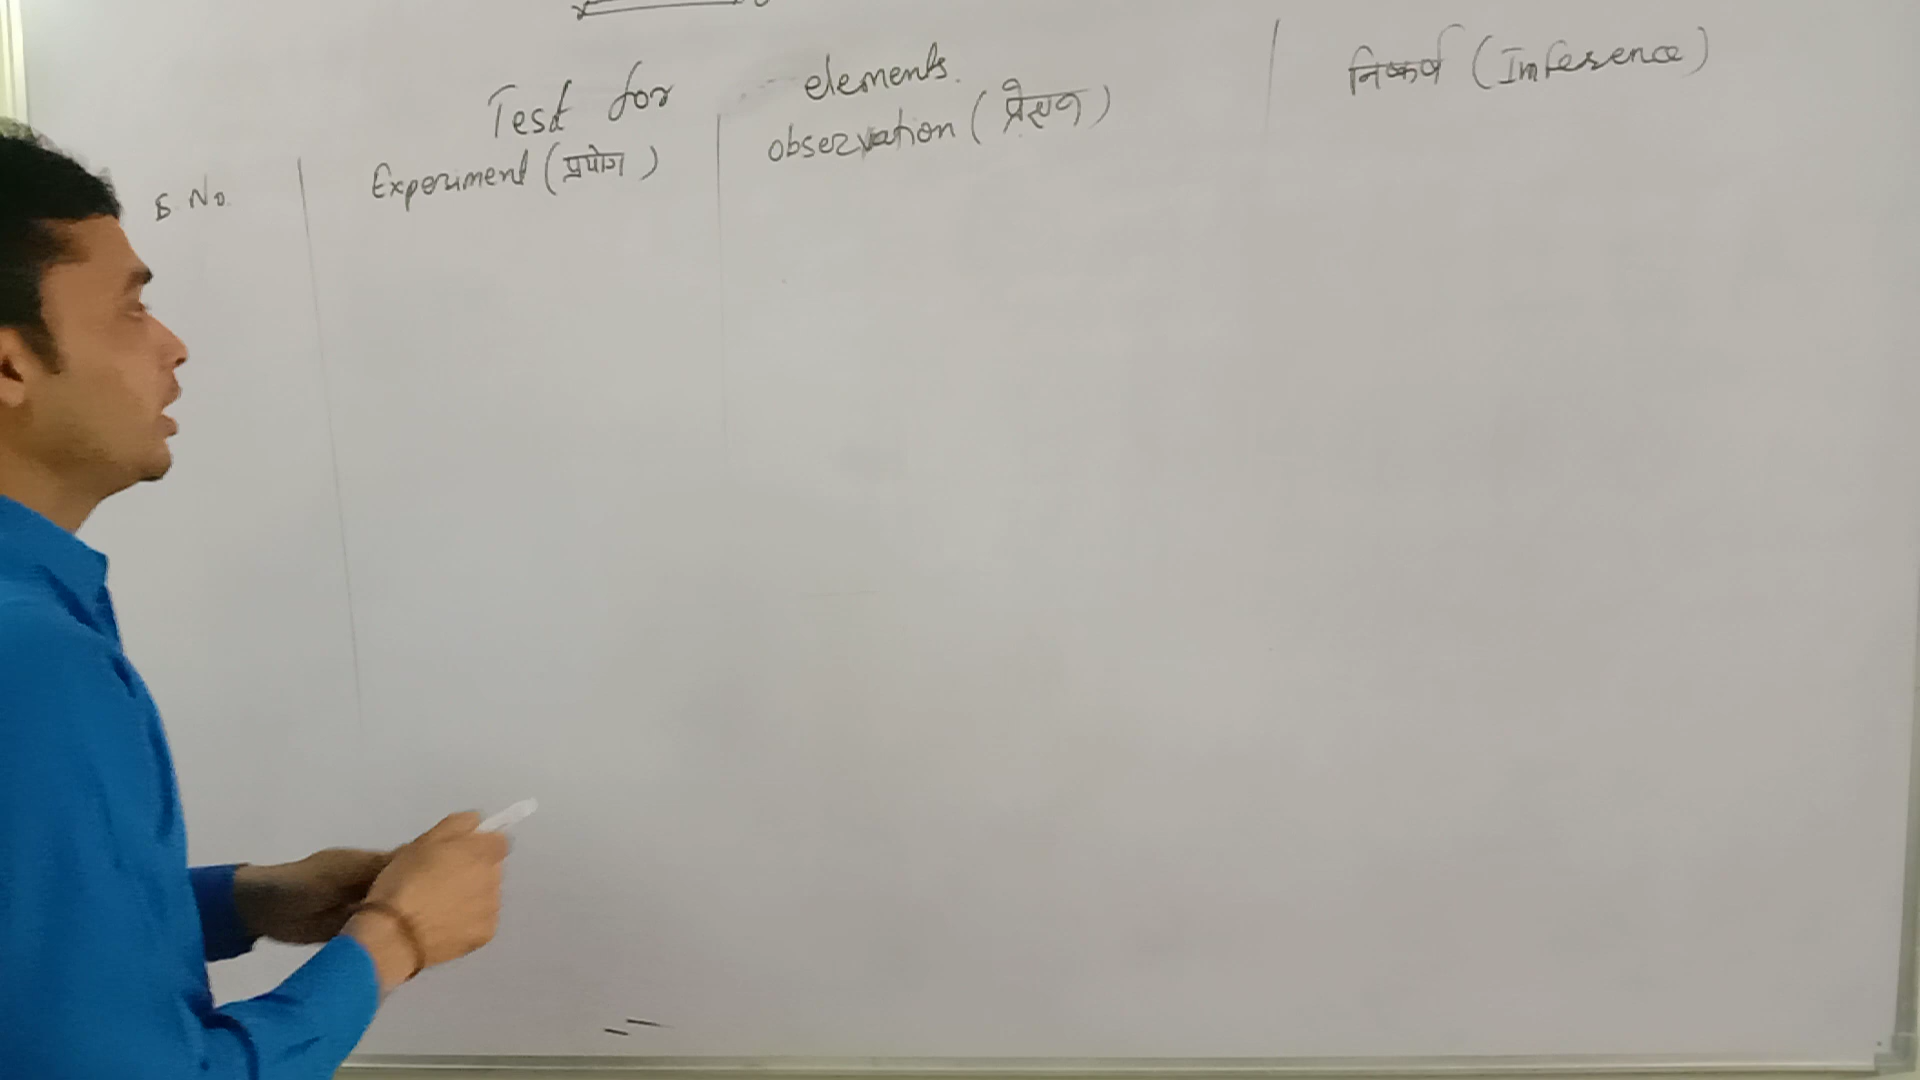 Test for elements.
S. No. Experiment (प्रयोग) observation (प्रेक्षण) निष्कर्ष (Inference)